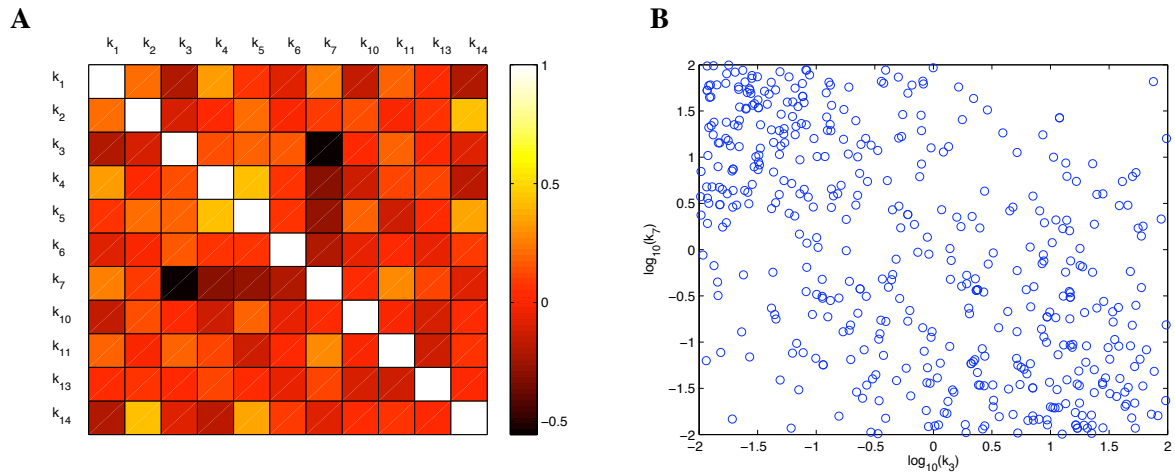 A
k1 k2 k3 k4 k5 k6 k7 k10 k11 k13 k14
k1
k2
k3
k4
k5
k6
k7
k10
k11
k13
k14
1
0.5
0
−0.5
B
log10(k7)
2
1.5
1
0.5
0
−0.5
−1
−1.5
−2
−2 −1.5 −1 −0.5 0 0.5 1 1.5 2
log10(k3)